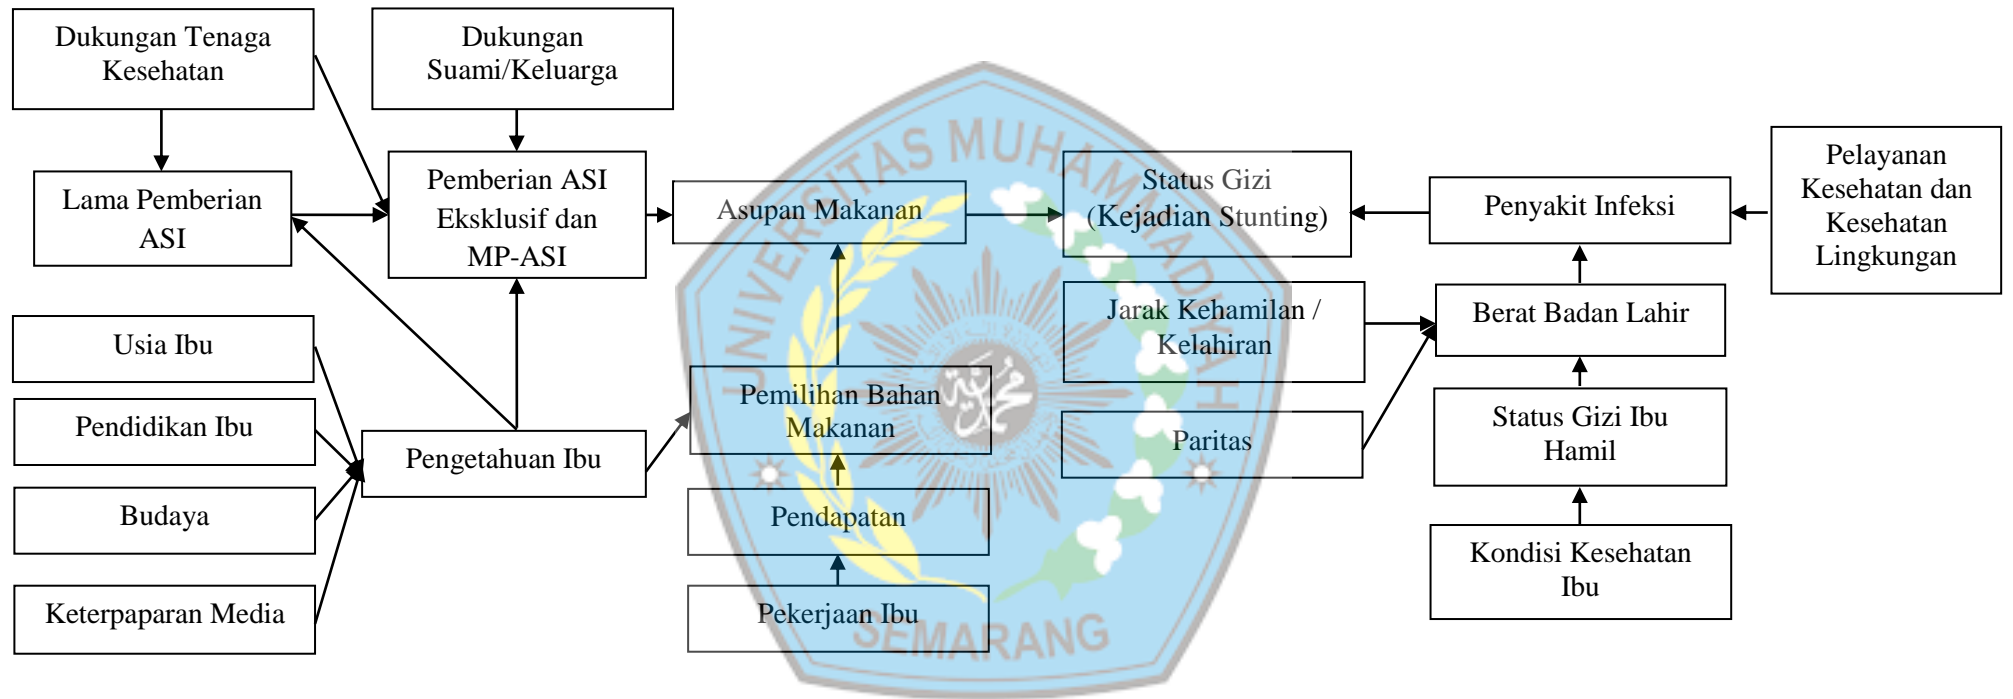 Dukungan Tenaga
Kesehatan
Dukungan
Suami/Keluarga
Lama Pemberian
ASI
Pemberian ASI
Eksklusif dan
MP-ASI
Asupan Makanan
Status Gizi
(Kejadian Stunting)
Penyakit Infeksi
Pelayanan
Kesehatan dan
Kesehatan
Lingkungan
Usia Ibu
Pendidikan Ibu
Budaya
Keterpaparan Media
Pengetahuan Ibu
Pemilihan Bahan
Makanan
Pendapatan
Pekerjaan Ibu
Jarak Kehamilan /
Kelahiran
Paritas
Berat Badan Lahir
Status Gizi Ibu
Hamil
Kondisi Kesehatan
Ibu
UNIVERSITAS MUHAMMADIYAH
SEMARANG